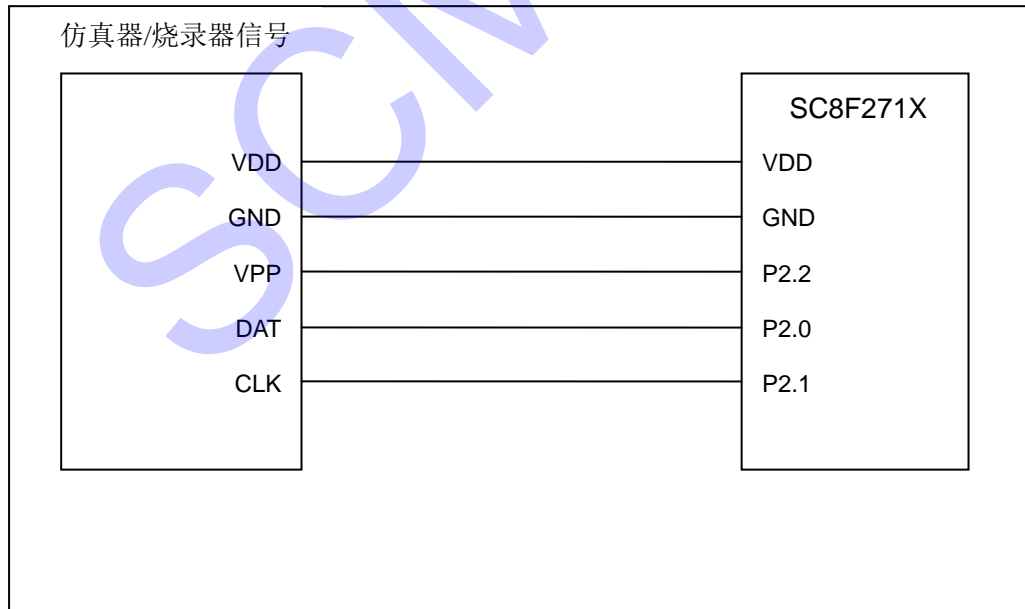 仿真器/烧录器信号
SC8F271X
VDD VDD
GND GND
VPP P2.2
DAT P2.0
CLK P2.1
SCM